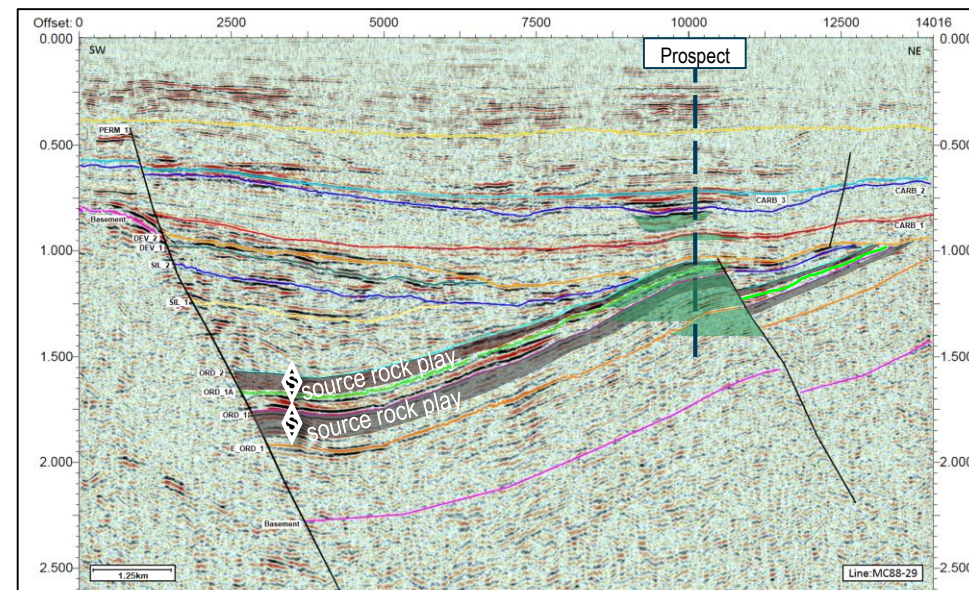 Offset: 0 2500 5000 7500 10000 12500 14016
0.000 0.000
SW NE
Prospect
0.500 0.500
PERM_1
CARB_2
CARB_3
Basement
CARB_1
DEV_2
1.000 1.000
DEV_1
SIL_2
SIL_1
1.500 1.500
ORD_2
S source rock play
ORD_1A
ORD_1
S source rock play
E_ORD_1
2.000 2.000
Basement
2.500 2.500
1.25km
Line:MC88-29